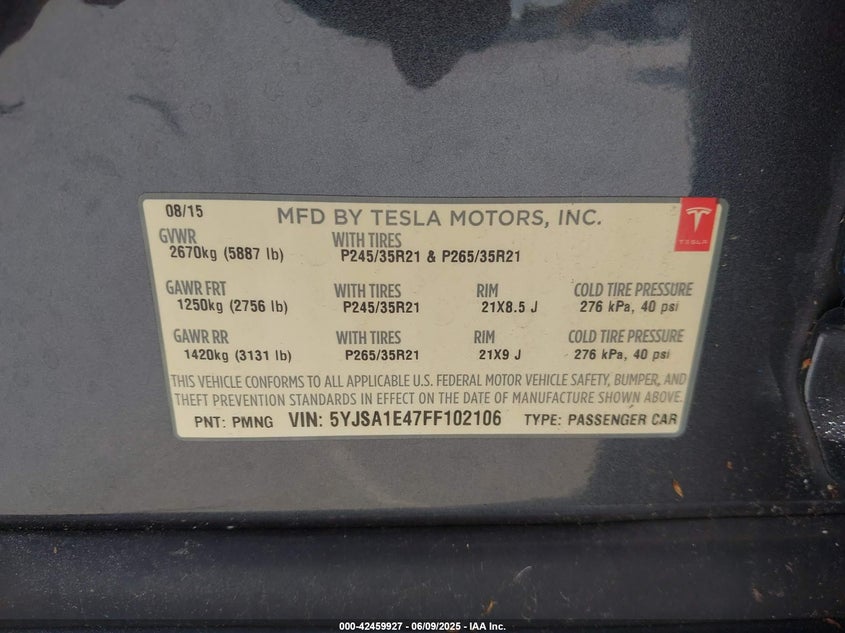 08/15
MFD BY TESLA MOTORS, INC.
TESLA
GVWR
2670kg (5887 lb)
WITH TIRES
P245/35R21 & P265/35R21
GAWR FRT
1250kg (2756 lb)
WITH TIRES
P245/35R21
RIM
21X8.5 J
COLD TIRE PRESSURE
276 kPa, 40 psi
GAWR RR
1420kg (3131 lb)
WITH TIRES
P265/35R21
RIM
21X9 J
COLD TIRE PRESSURE
276 kPa, 40 psi
THIS VEHICLE CONFORMS TO ALL APPLICABLE U.S. FEDERAL MOTOR VEHICLE SAFETY, BUMPER, AND
THEFT PREVENTION STANDARDS IN EFFECT ON THE DATE OF MANUFACTURE SHOWN ABOVE.
PNT: PMNG VIN: 5YJSA1E47FF102106 TYPE: PASSENGER CAR
000-42459927 - 06/09/2025 - IAA Inc.